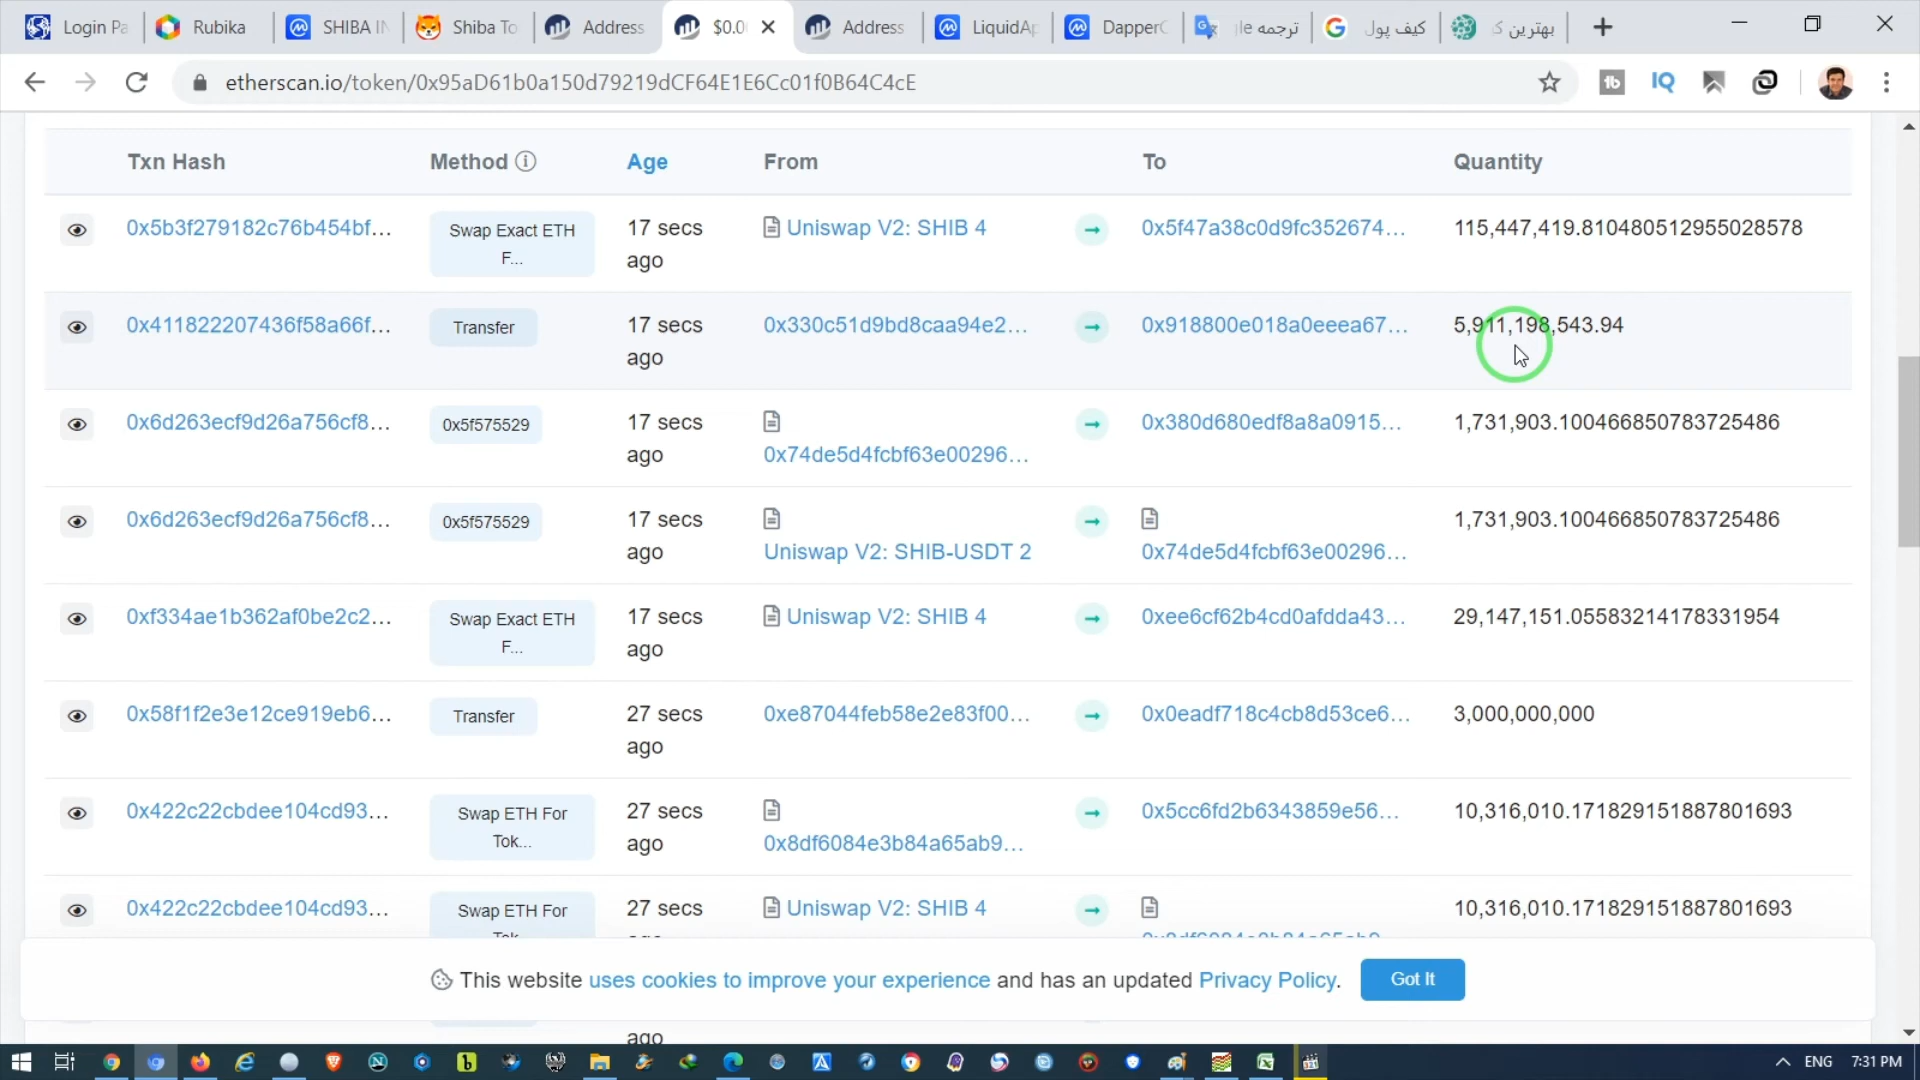 Login Pa
Rubika
SHIBA IN
Shiba To
Address
$0.0
Address
LiquidAp
DapperC
ترجمه
کیف پول
بهترین ک
etherscan.io/token/0x95aD61b0a150d79219dCF64E1E6Cc01f0B64C4cE
Txn Hash Method Age From To Quantity
0x5b3f279182c76b454bf... Swap Exact ETH F... 17 secs ago Uniswap V2: SHIB 4 0x5f47a38c0d9fc352674... 115,447,419.810480512955028578
0x411822207436f58a66f... Transfer 17 secs ago 0x330c51d9bd8caa94e2... 0x918800e018a0eeea67... 5,911,198,543.94
0x6d263ecf9d26a756cf8... 0x5f575529 17 secs ago 0x74de5d4fcbf63e00296... 0x380d680edf8a8a0915... 1,731,903.100466850783725486
0x6d263ecf9d26a756cf8... 0x5f575529 17 secs ago Uniswap V2: SHIB-USDT 2 0x74de5d4fcbf63e00296... 1,731,903.100466850783725486
0xf334ae1b362af0be2c2... Swap Exact ETH F... 17 secs ago Uniswap V2: SHIB 4 0xee6cf62b4cd0afdda43... 29,147,151.05583214178331954
0x58f1f2e3e12ce919eb6... Transfer 27 secs ago 0xe87044feb58e2e83f00... 0x0eadf718c4cb8d53ce6... 3,000,000,000
0x422c22cbdee104cd93... Swap ETH For Tok... 27 secs ago 0x8df6084e3b84a65ab9... 0x5cc6fd2b6343859e56... 10,316,010.171829151887801693
0x422c22cbdee104cd93... Swap ETH For 27 secs Uniswap V2: SHIB 4 10,316,010.171829151887801693
This website uses cookies to improve your experience and has an updated Privacy Policy. Got It
ago
ENG 7:31 PM